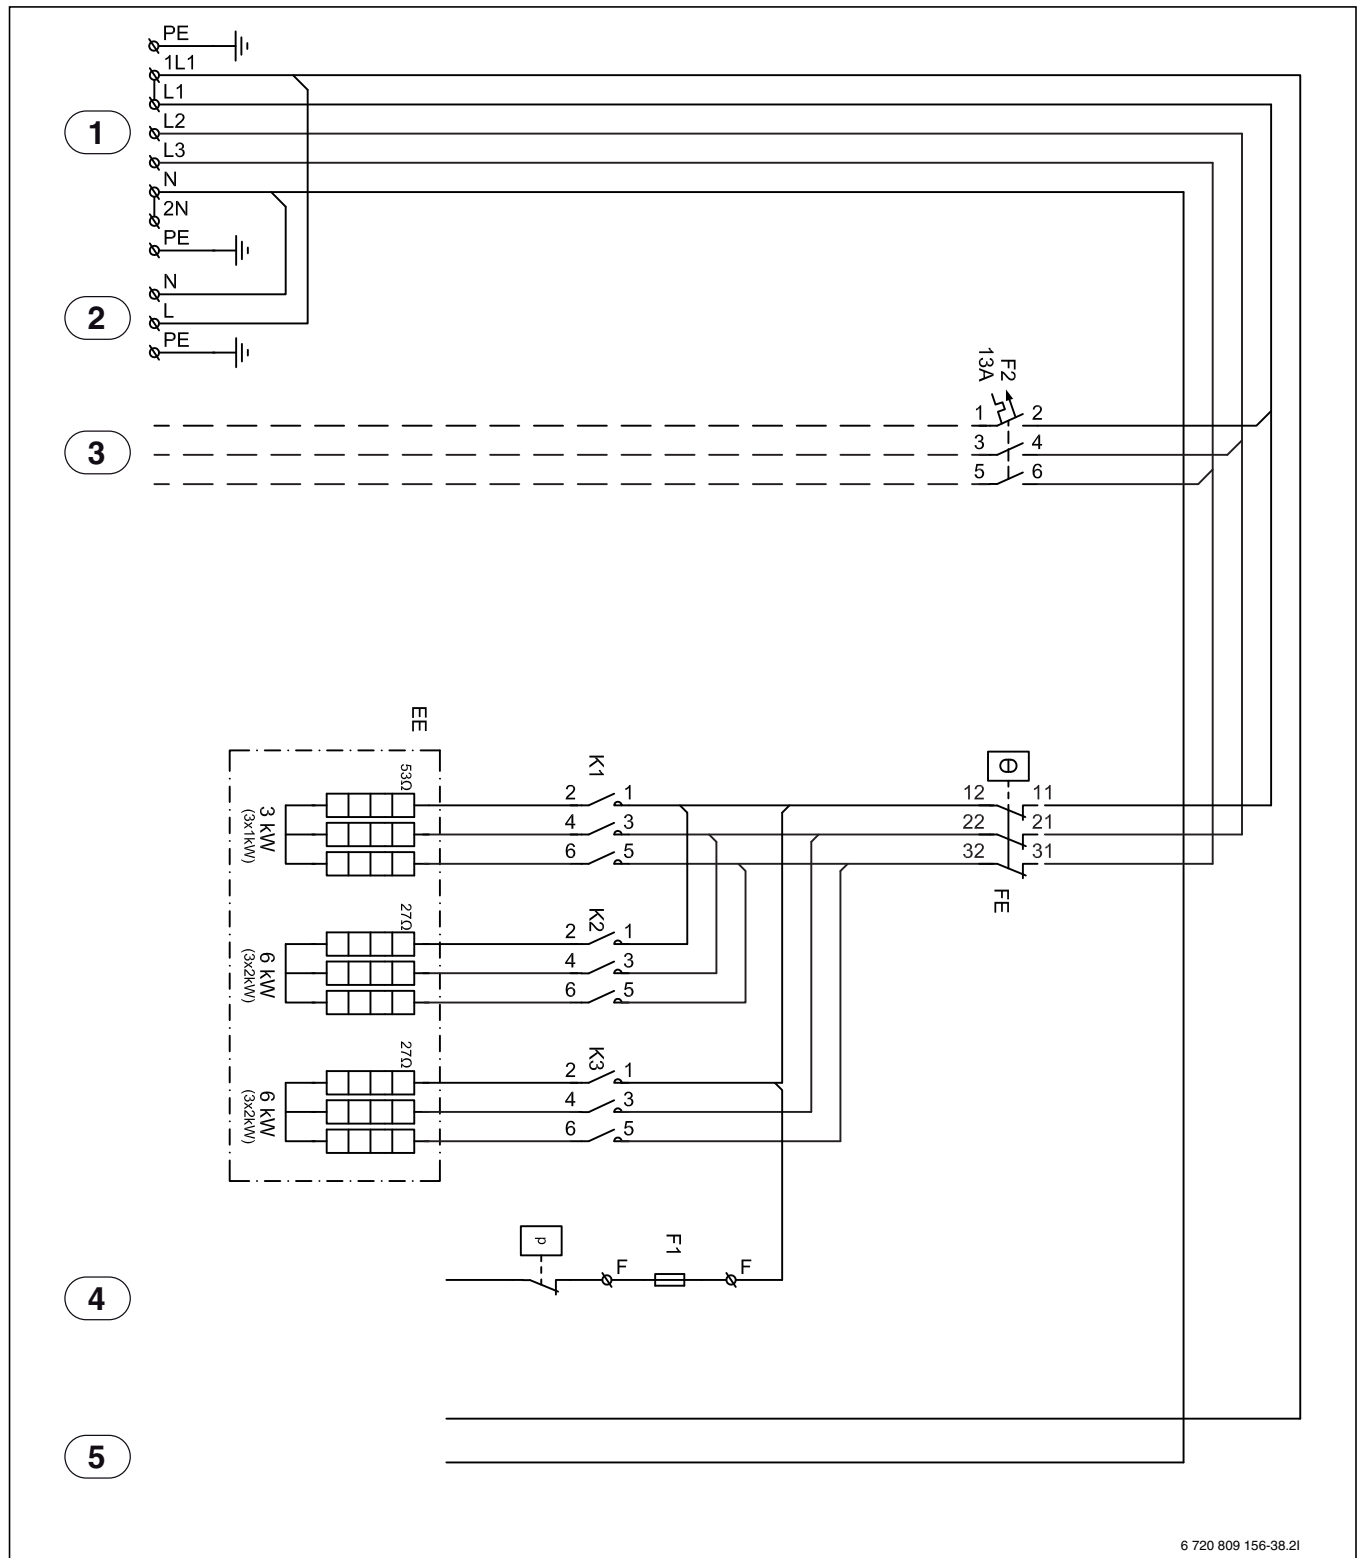 PE
1L1
L1
1
L2
L3
N
2N
PE
N
2
L
PE
F2
13A
1 2
3
3 4
5 6
EE
K1
53Ω
3 kW
(3x1kW)
2 1
4 3
6 5
Θ
12 11
22 21
32 31
FE
27Ω
6 kW
(3x2kW)
K2
2 1
4 3
6 5
27Ω
6 kW
(3x2kW)
K3
2 1
4 3
6 5
P
F
F1
F
4
5
6 720 809 156-38.2I